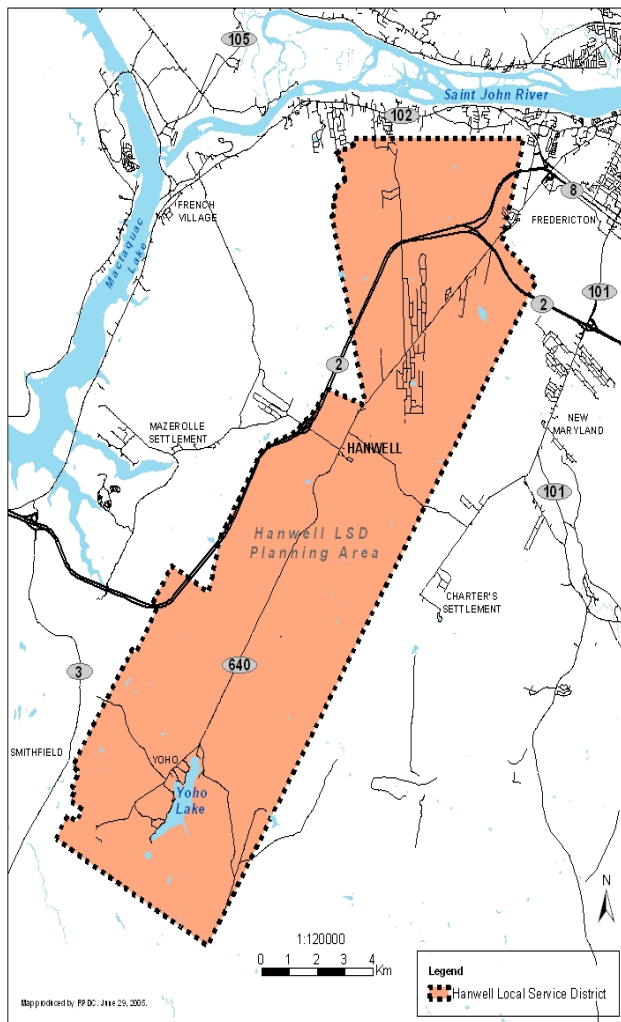 105
Saint John River
102
8
FRENCH
VILLAGE
FREDERICTON
Mactaquac
Lake
101
2
2
MAZEROLLE
SETTLEMENT
NEW
MARYLAND
HANWELL
101
Hanwell LSD
Planning Area
CHARTER'S
SETTLEMENT
640
3
SMITHFIELD
YOHO
Yoho
Lake
N
1:120000
0 1 2 3 4
Km
Legend
Hanwell Local Service District
Map produced by RPDC. June 29, 2005.